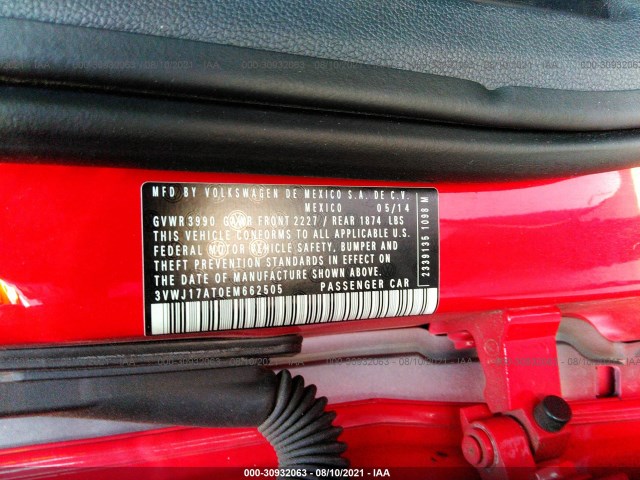 MFD BY VOLKSWAGEN DE MEXICO S.A. DE C.V.
MEXICO 05/14
GVWR 3990 GAWR FRONT 2227 / REAR 1874 LBS
THIS VEHICLE CONFORMS TO ALL APPLICABLE U.S.
FEDERAL MOTOR VEHICLE SAFETY, BUMPER AND
THEFT PREVENTION STANDARDS IN EFFECT ON
THE DATE OF MANUFACTURE SHOWN ABOVE.
3VWJ17AT0EM662505 PASSENGER CAR
2339135 1098 M
000-30932063 - 08/10/2021 - IAA